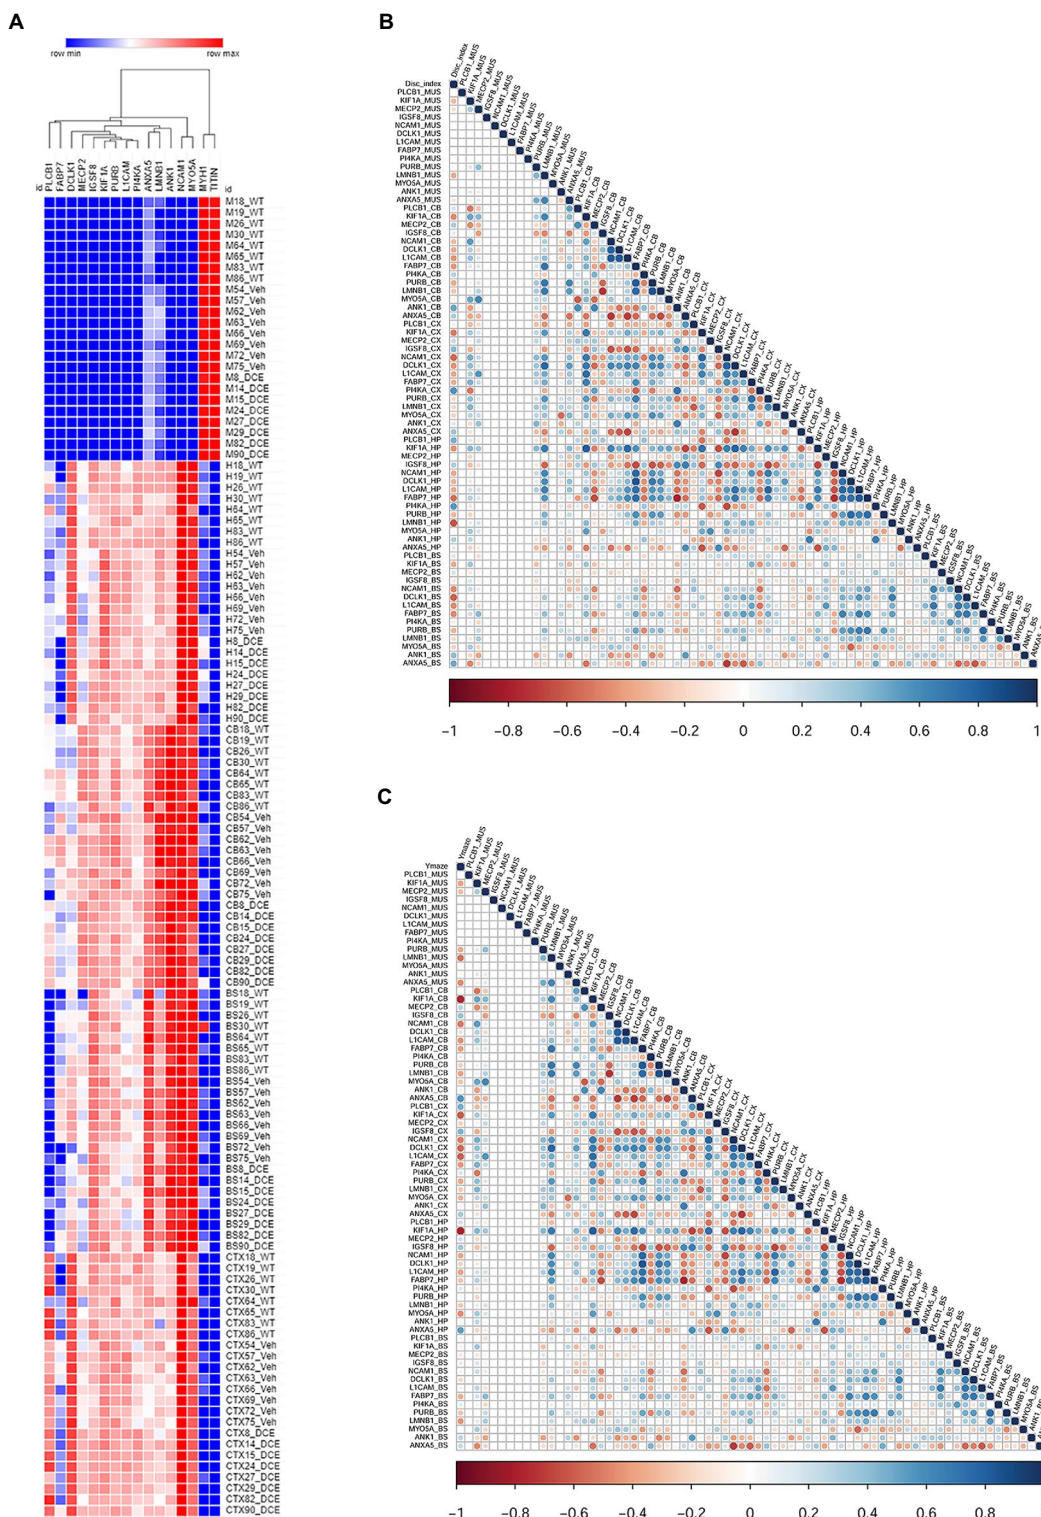 A
row min row max
PLCB1
FABP7
DCLK1
MECP2
IGSF8
KIF1A
PURB
L1CAM
PI4KA
ANXA5
LMNB1
ANK1
NCAM1
MYO5A
MYH1
TITIN
id
id
M18_WT
M19_WT
M26_WT
M30_WT
M64_WT
M65_WT
M83_WT
M86_WT
M54_Veh
M57_Veh
M62_Veh
M63_Veh
M66_Veh
M69_Veh
M72_Veh
M75_Veh
M8_DCE
M14_DCE
M15_DCE
M24_DCE
M27_DCE
M29_DCE
M82_DCE
M90_DCE
H18_WT
H19_WT
H26_WT
H30_WT
H64_WT
H65_WT
H83_WT
H86_WT
H54_Veh
H57_Veh
H62_Veh
H63_Veh
H66_Veh
H69_Veh
H72_Veh
H75_Veh
H8_DCE
H14_DCE
H15_DCE
H24_DCE
H27_DCE
H29_DCE
H82_DCE
H90_DCE
CB18_WT
CB19_WT
CB26_WT
CB30_WT
CB64_WT
CB65_WT
CB83_WT
CB86_WT
CB54_Veh
CB57_Veh
CB62_Veh
CB63_Veh
CB66_Veh
CB69_Veh
CB72_Veh
CB75_Veh
CB8_DCE
CB14_DCE
CB15_DCE
CB24_DCE
CB27_DCE
CB29_DCE
CB82_DCE
CB90_DCE
BS18_WT
BS19_WT
BS26_WT
BS30_WT
BS64_WT
BS65_WT
BS83_WT
BS86_WT
BS54_Veh
BS57_Veh
BS62_Veh
BS63_Veh
BS66_Veh
BS69_Veh
BS72_Veh
BS75_Veh
BS8_DCE
BS14_DCE
BS15_DCE
BS24_DCE
BS27_DCE
BS29_DCE
BS82_DCE
BS90_DCE
CTX18_WT
CTX19_WT
CTX26_WT
CTX30_WT
CTX64_WT
CTX65_WT
CTX83_WT
CTX86_WT
CTX54_Veh
CTX57_Veh
CTX62_Veh
CTX63_Veh
CTX66_Veh
CTX69_Veh
CTX72_Veh
CTX75_Veh
CTX8_DCE
CTX14_DCE
CTX15_DCE
CTX24_DCE
CTX27_DCE
CTX29_DCE
CTX82_DCE
CTX90_DCE
B
Disc_index
PLCB1_MUS
KIF1A_MUS
MECP2_MUS
IGSF8_MUS
NCAM1_MUS
DCLK1_MUS
L1CAM_MUS
FABP7_MUS
PI4KA_MUS
PURB_MUS
LMNB1_MUS
MYO5A_MUS
ANK1_MUS
ANXA5_MUS
PLCB1_CB
KIF1A_CB
MECP2_CB
IGSF8_CB
NCAM1_CB
DCLK1_CB
L1CAM_CB
FABP7_CB
PI4KA_CB
PURB_CB
LMNB1_CB
MYO5A_CB
ANK1_CB
ANXA5_CB
PLCB1_CX
KIF1A_CX
MECP2_CX
IGSF8_CX
NCAM1_CX
DCLK1_CX
L1CAM_CX
FABP7_CX
PI4KA_CX
PURB_CX
LMNB1_CX
MYO5A_CX
ANK1_CX
ANXA5_CX
PLCB1_HP
KIF1A_HP
MECP2_HP
IGSF8_HP
NCAM1_HP
DCLK1_HP
L1CAM_HP
FABP7_HP
PI4KA_HP
PURB_HP
LMNB1_HP
MYO5A_HP
ANK1_HP
ANXA5_HP
PLCB1_BS
KIF1A_BS
MECP2_BS
IGSF8_BS
NCAM1_BS
DCLK1_BS
L1CAM_BS
FABP7_BS
PI4KA_BS
PURB_BS
LMNB1_BS
MYO5A_BS
ANK1_BS
ANXA5_BS
-1 -0.8 -0.6 -0.4 -0.2 0 0.2 0.4 0.6 0.8 1
C
Ymaze
PLCB1_MUS
KIF1A_MUS
MECP2_MUS
IGSF8_MUS
NCAM1_MUS
DCLK1_MUS
L1CAM_MUS
FABP7_MUS
PI4KA_MUS
PURB_MUS
LMNB1_MUS
MYO5A_MUS
ANK1_MUS
ANXA5_MUS
PLCB1_CB
KIF1A_CB
MECP2_CB
IGSF8_CB
NCAM1_CB
DCLK1_CB
L1CAM_CB
FABP7_CB
PI4KA_CB
PURB_CB
LMNB1_CB
MYO5A_CB
ANK1_CB
ANXA5_CB
PLCB1_CX
KIF1A_CX
MECP2_CX
IGSF8_CX
NCAM1_CX
DCLK1_CX
L1CAM_CX
FABP7_CX
PI4KA_CX
PURB_CX
LMNB1_CX
MYO5A_CX
ANK1_CX
ANXA5_CX
PLCB1_HP
KIF1A_HP
MECP2_HP
IGSF8_HP
NCAM1_HP
DCLK1_HP
L1CAM_HP
FABP7_HP
PI4KA_HP
PURB_HP
LMNB1_HP
MYO5A_HP
ANK1_HP
ANXA5_HP
PLCB1_BS
KIF1A_BS
MECP2_BS
IGSF8_BS
NCAM1_BS
DCLK1_BS
L1CAM_BS
FABP7_BS
PI4KA_BS
PURB_BS
LMNB1_BS
MYO5A_BS
ANK1_BS
ANXA5_BS
-1 -0.8 -0.6 -0.4 -0.2 0 0.2 0.4 0.6 0.8